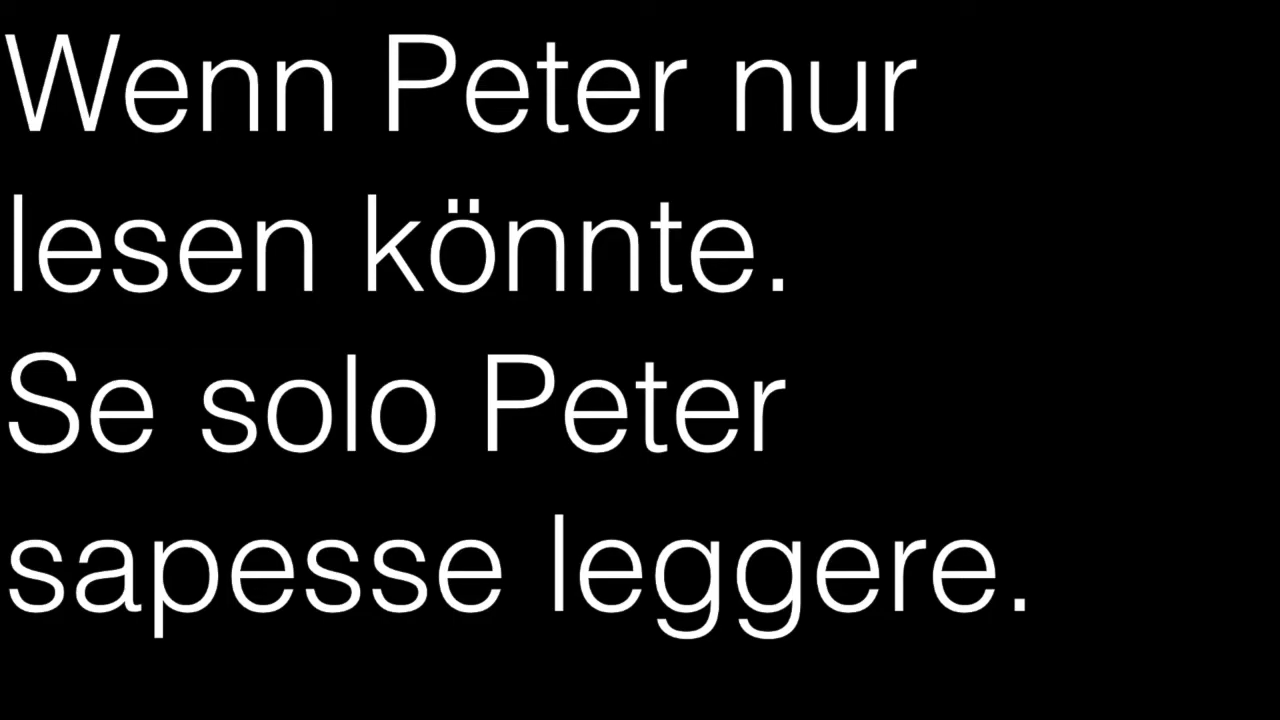 Wenn Peter nur
lesen könnte.
Se solo Peter
sapesse leggere.